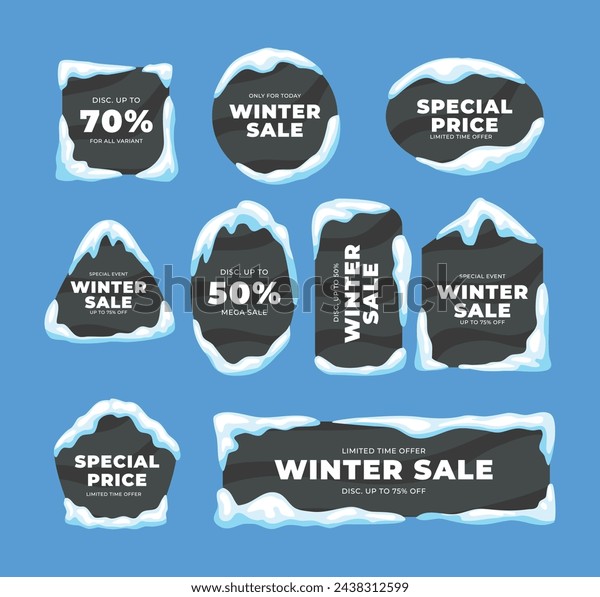 DISC. UP TO
70%
FOR ALL VARIANT
ONLY FOR TODAY
WINTER
SALE
SPECIAL
PRICE
LIMITED TIME OFFER
SPECIAL EVENT
WINTER
SALE
UP TO 75% OFF
DISC. UP TO
50%
MEGA SALE
DISC. UP TO 50%
WINTER
SALE
SPECIAL EVENT
WINTER
SALE
UP TO 75% OFF
SPECIAL
PRICE
LIMITED TIME OFFER
LIMITED TIME OFFER
WINTER SALE
DISC. UP TO 75% OFF
shutterstock.com · 2438312599